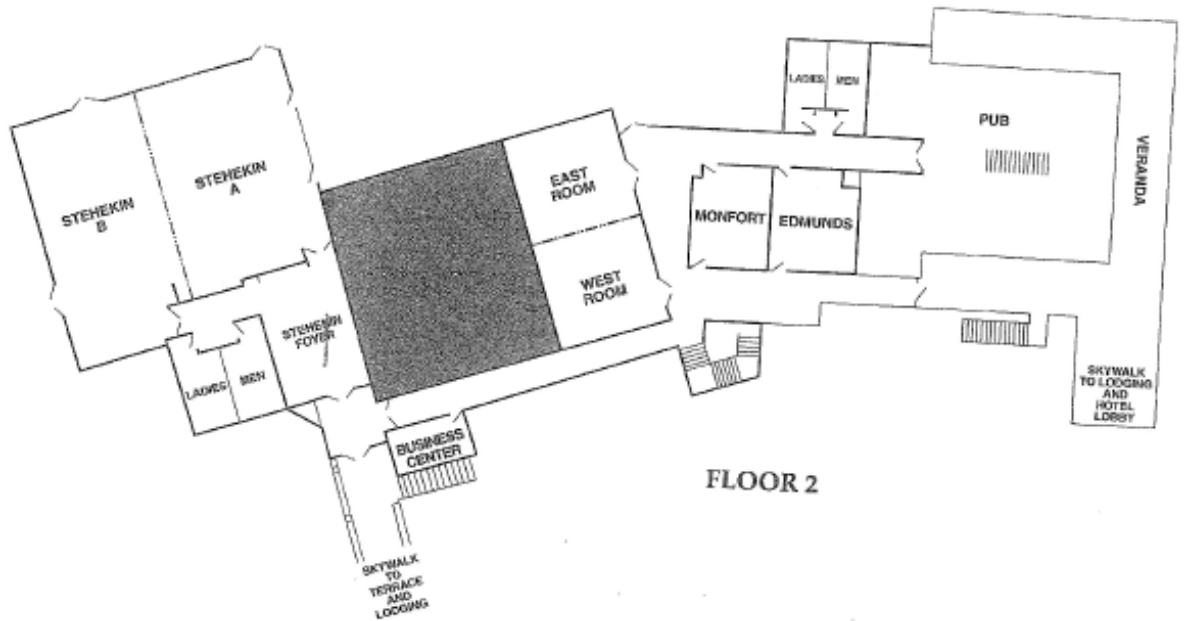 LADIES
MEN
PUB
VERANDA
STEHEKIN
A
STEHEKIN
B
EAST
ROOM
WEST
ROOM
MONFORT
EDMUNDS
STEHEKIN
FOYER
LADIES
MEN
BUSINESS
CENTER
SKYWALK
TO LODGING
AND
HOTEL
LOBBY
FLOOR 2
SKYWALK
TO
TERRACE
AND
LODGING